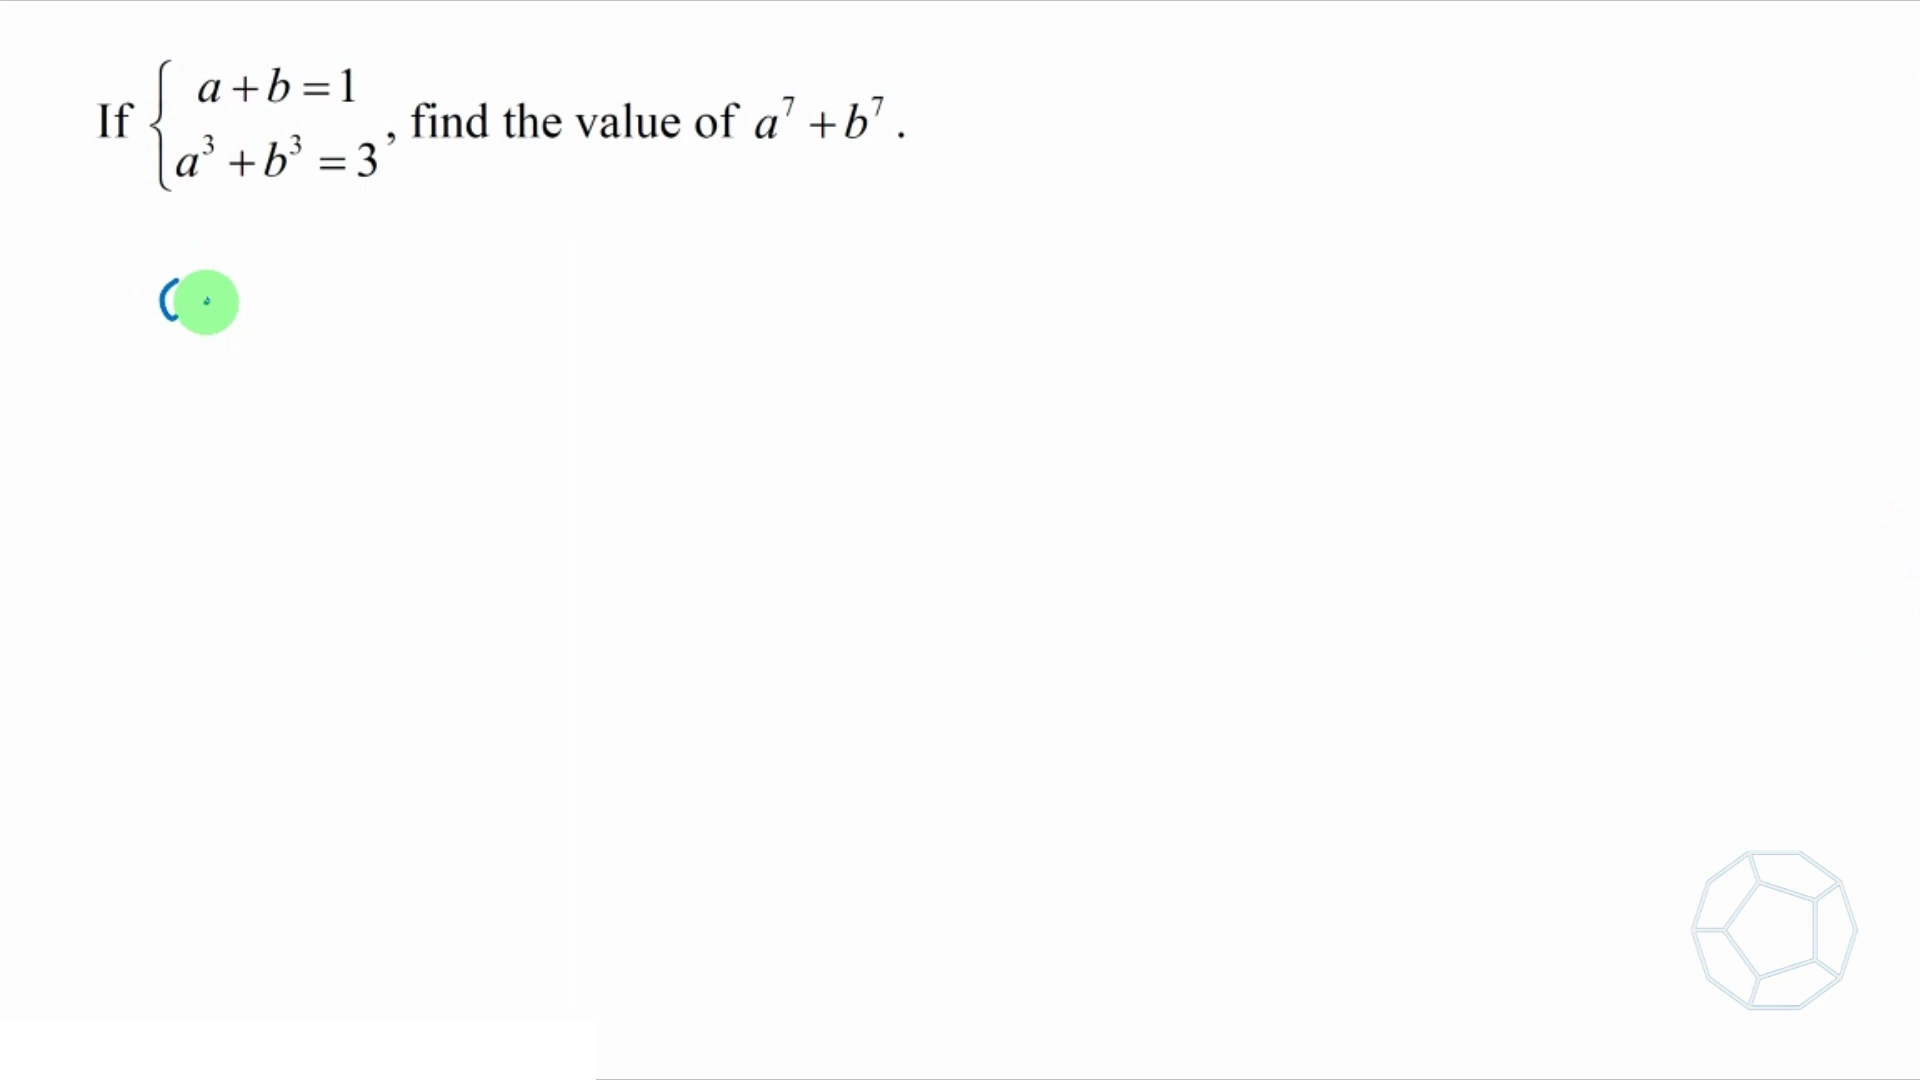 If { a + b = 1
a³ + b³ = 3 , find the value of a⁷ + b⁷ .
(